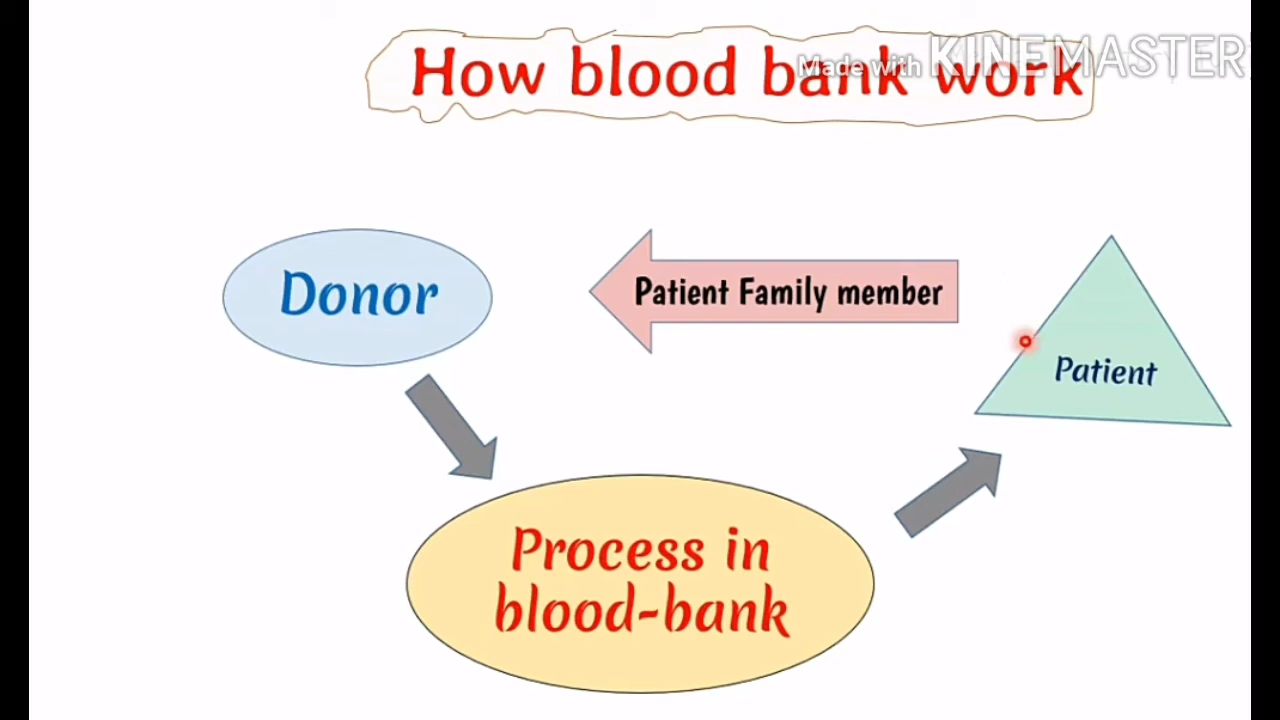 How blood bank work
Made with KINEMASTER
Donor
Patient Family member
Patient
Process in
blood-bank